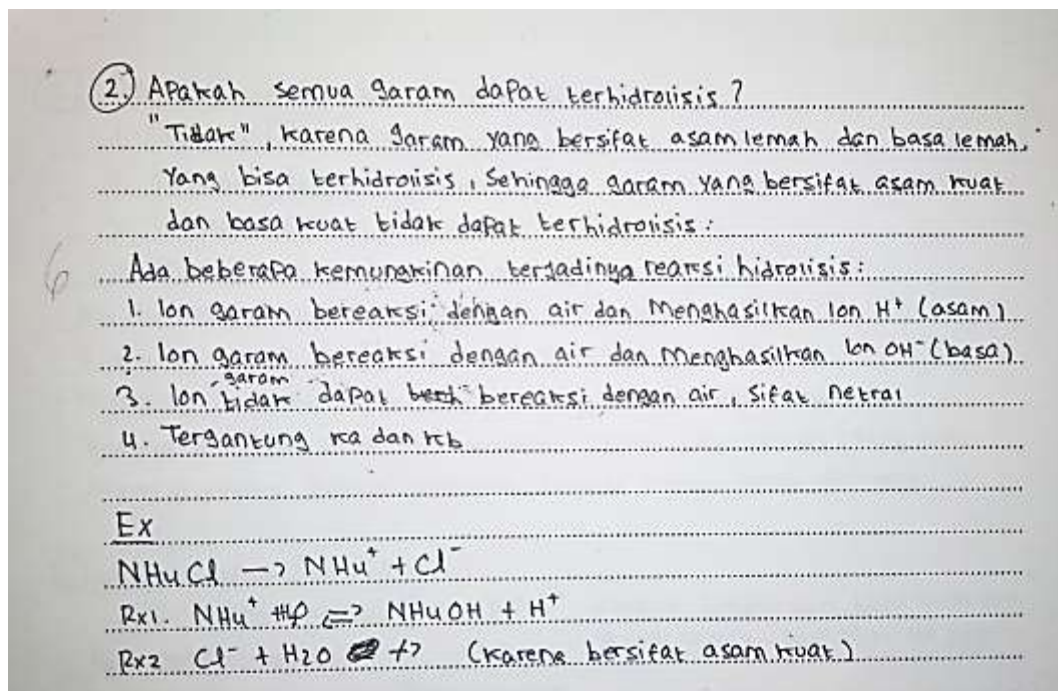 2. Apakah semua garam dapat terhidrolisis ?
"Tidak", karena garam yang bersifat asam lemah dan basa lemah,
yang bisa terhidrolisis, sehingga garam yang bersifat asam kuat
dan basa kuat tidak dapat terhidrolisis :
6
Ada beberapa kemungkinan terjadinya reaksi hidrolisis :
1. Ion garam bereaksi dengan air dan Menghasilkan Ion H⁺ (asam)
2. Ion garam bereaksi dengan air dan Menghasilkan Ion OH⁻ (basa)
3. Ion garam tidak dapat bereaksi dengan air, sifat netral
4. Tergantung ka dan kb
Ex
NH4Cl → NH4⁺ + Cl⁻
Rx1. NH4⁺ ⇌ NH4OH + H⁺
Rx2 Cl⁻ + H2O ↛ (karena bersifat asam kuat)